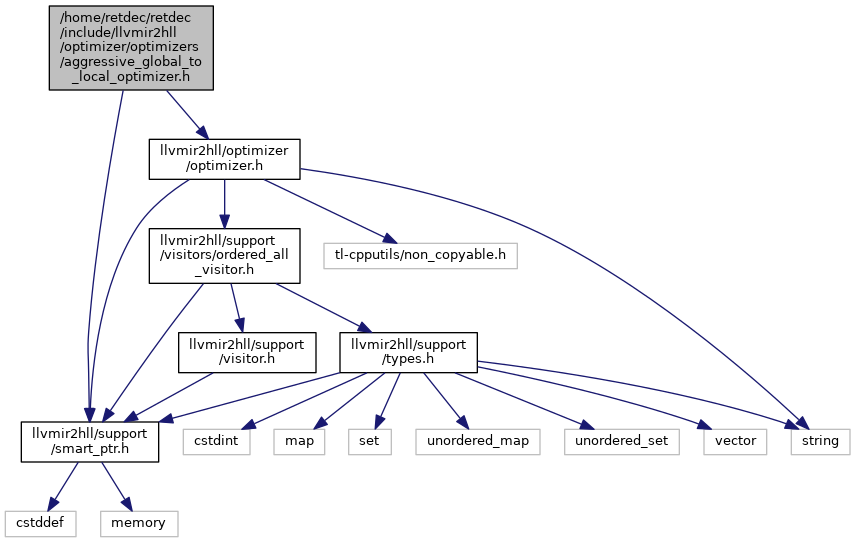 /home/retdec/retdec
/include/llvmir2hll
/optimizer/optimizers
/aggressive_global_to
_local_optimizer.h
llvmir2hll/optimizer
/optimizer.h
llvmir2hll/support
/visitors/ordered_all
_visitor.h
tl-cpputils/non_copyable.h
llvmir2hll/support
/visitor.h
llvmir2hll/support
/types.h
llvmir2hll/support
/smart_ptr.h
cstdint
map
set
unordered_map
unordered_set
vector
string
cstddef
memory